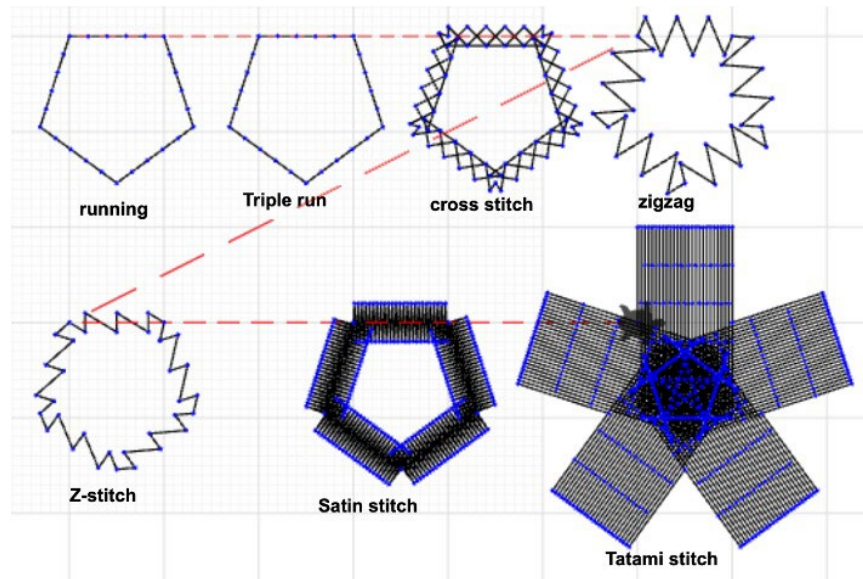 running
Triple run
cross stitch
zigzag
Z-stitch
Satin stitch
Tatami stitch